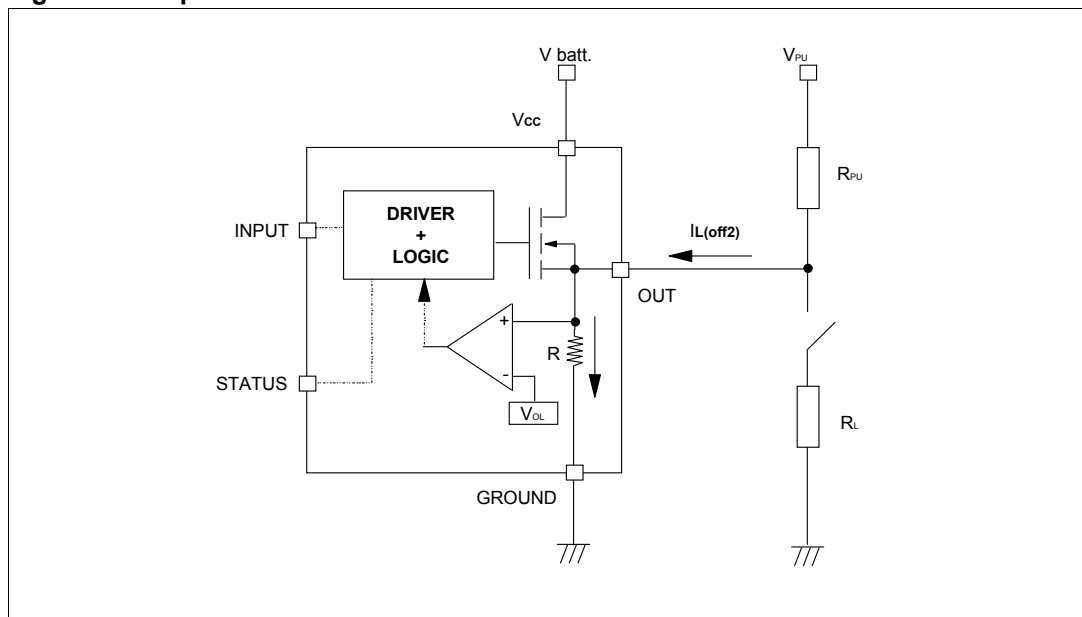 V batt.
VPU
Vcc
RPU
INPUT
DRIVER
+
LOGIC
IL(off2)
OUT
+
R
-
VOL
STATUS
RL
GROUND